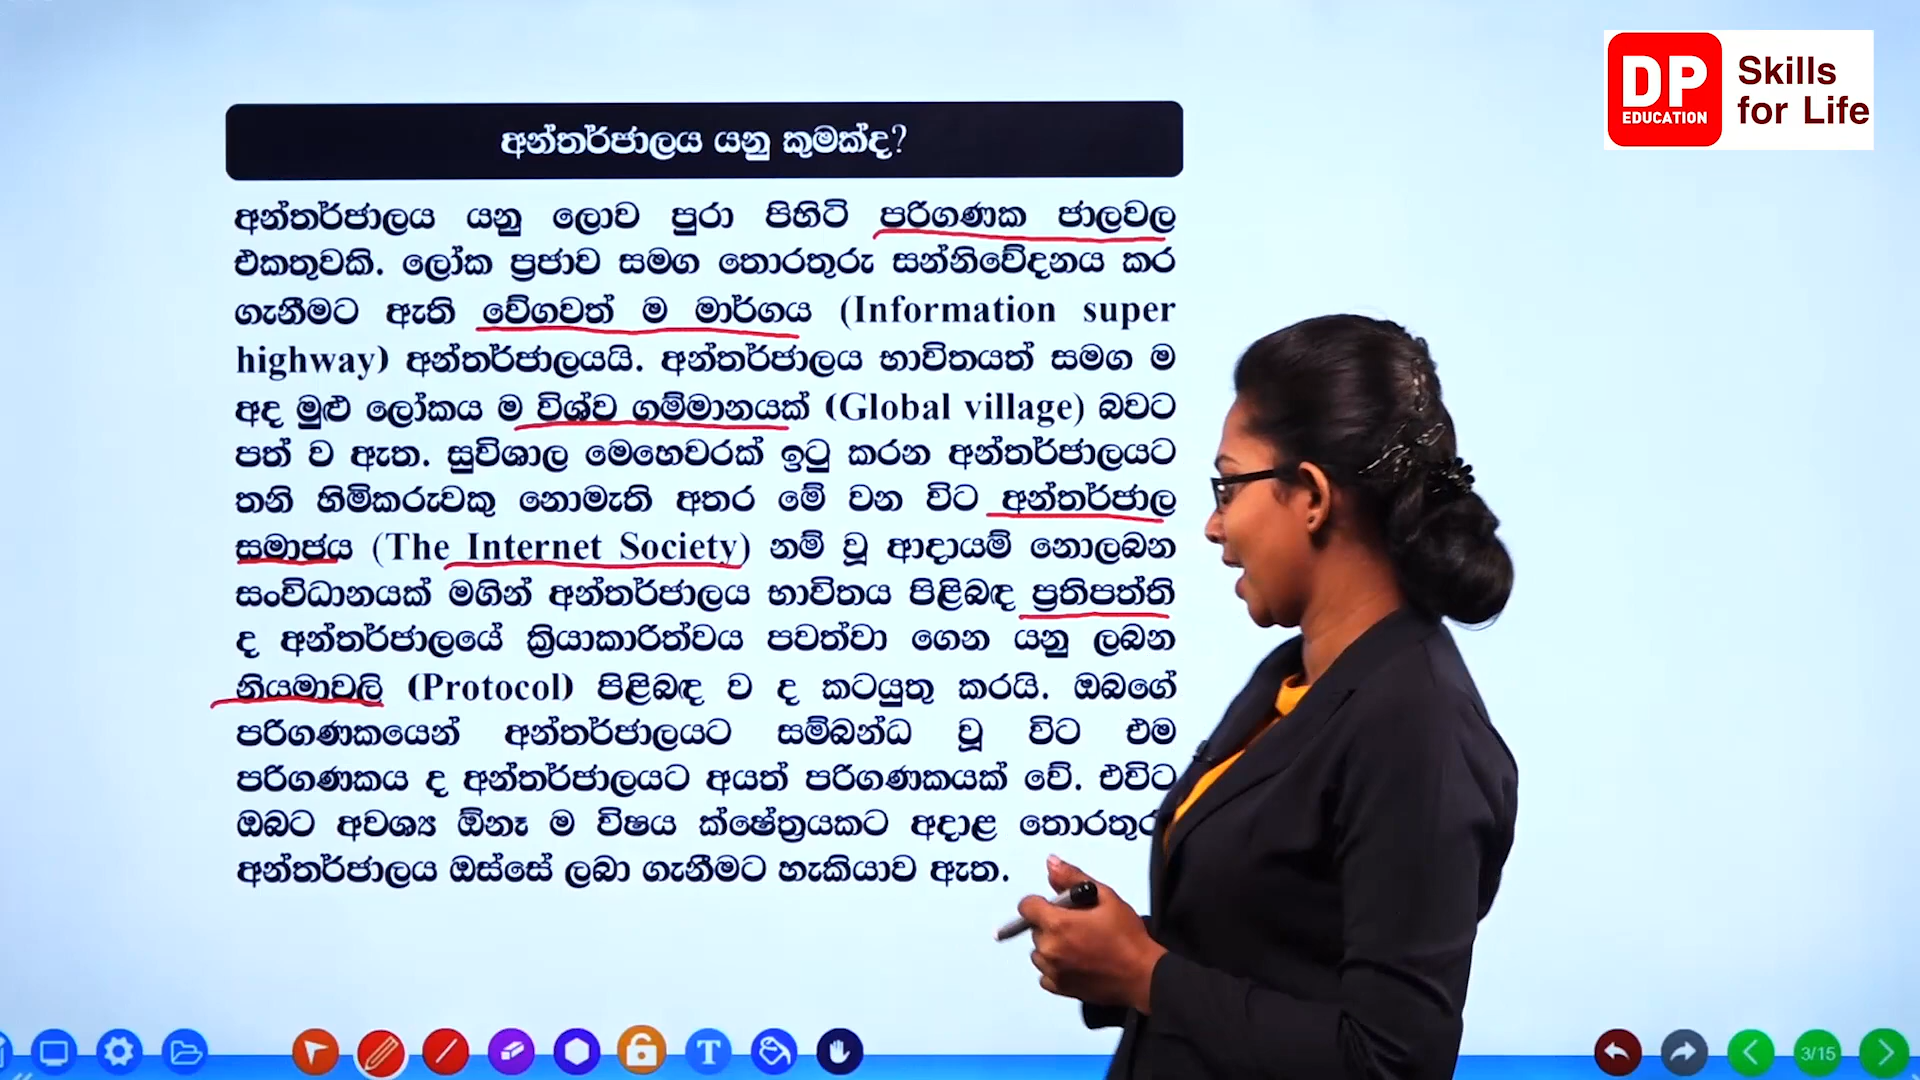 DP
EDUCATION
Skills
for Life
අන්තර්ජාලය යනු කුමක්ද?
අන්තර්ජාලය යනු ලොව පුරා පිහිටි පරිගණක ජාලවල
එකතුවකි. ලෝක ප්‍රජාව සමග තොරතුරු සන්නිවේදනය කර
ගැනීමට ඇති වේගවත් ම මාර්ගය (Information super
highway) අන්තර්ජාලයයි. අන්තර්ජාලය භාවිතයත් සමග ම
අද මුළු ලෝකය ම විශ්ව ගම්මානයක් (Global village) බවට
පත් ව ඇත. සුවිශාල මෙහෙවරක් ඉටු කරන අන්තර්ජාලයට
තනි හිමිකරුවකු නොමැති අතර මේ වන විට අන්තර්ජාල
සමාජය (The Internet Society) නම් වූ ආදායම් නොලබන
සංවිධානයක් මගින් අන්තර්ජාලය භාවිතය පිළිබඳ ප්‍රතිපත්ති
ද අන්තර්ජාලයේ ක්‍රියාකාරිත්වය පවත්වා ගෙන යනු ලබන
නියමාවලි (Protocol) පිළිබඳ ව ද කටයුතු කරයි. ඔබගේ
පරිගණකයෙන් අන්තර්ජාලයට සම්බන්ධ වූ විට එම
පරිගණකය ද අන්තර්ජාලයට අයත් පරිගණකයක් වේ. එවිට
ඔබට අවශ්‍ය ඕනෑ ම විෂය ක්ෂේත්‍රයකට අදාළ
අන්තර්ජාලය ඔස්සේ ලබා ගැනීමට හැකියාව ඇත.
T
3/15